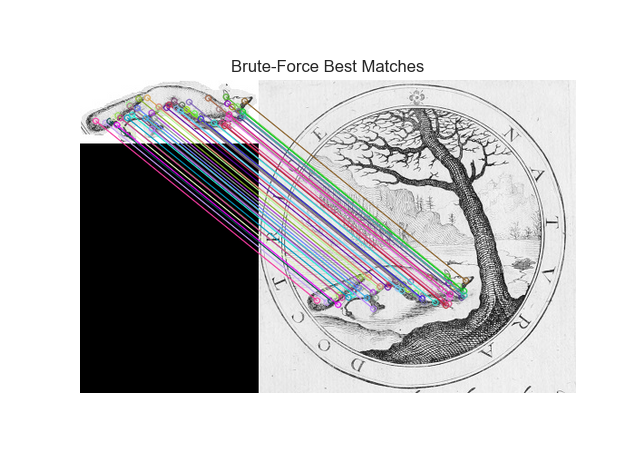 Brute-Force Best Matches
NATVRA
DOCTR E